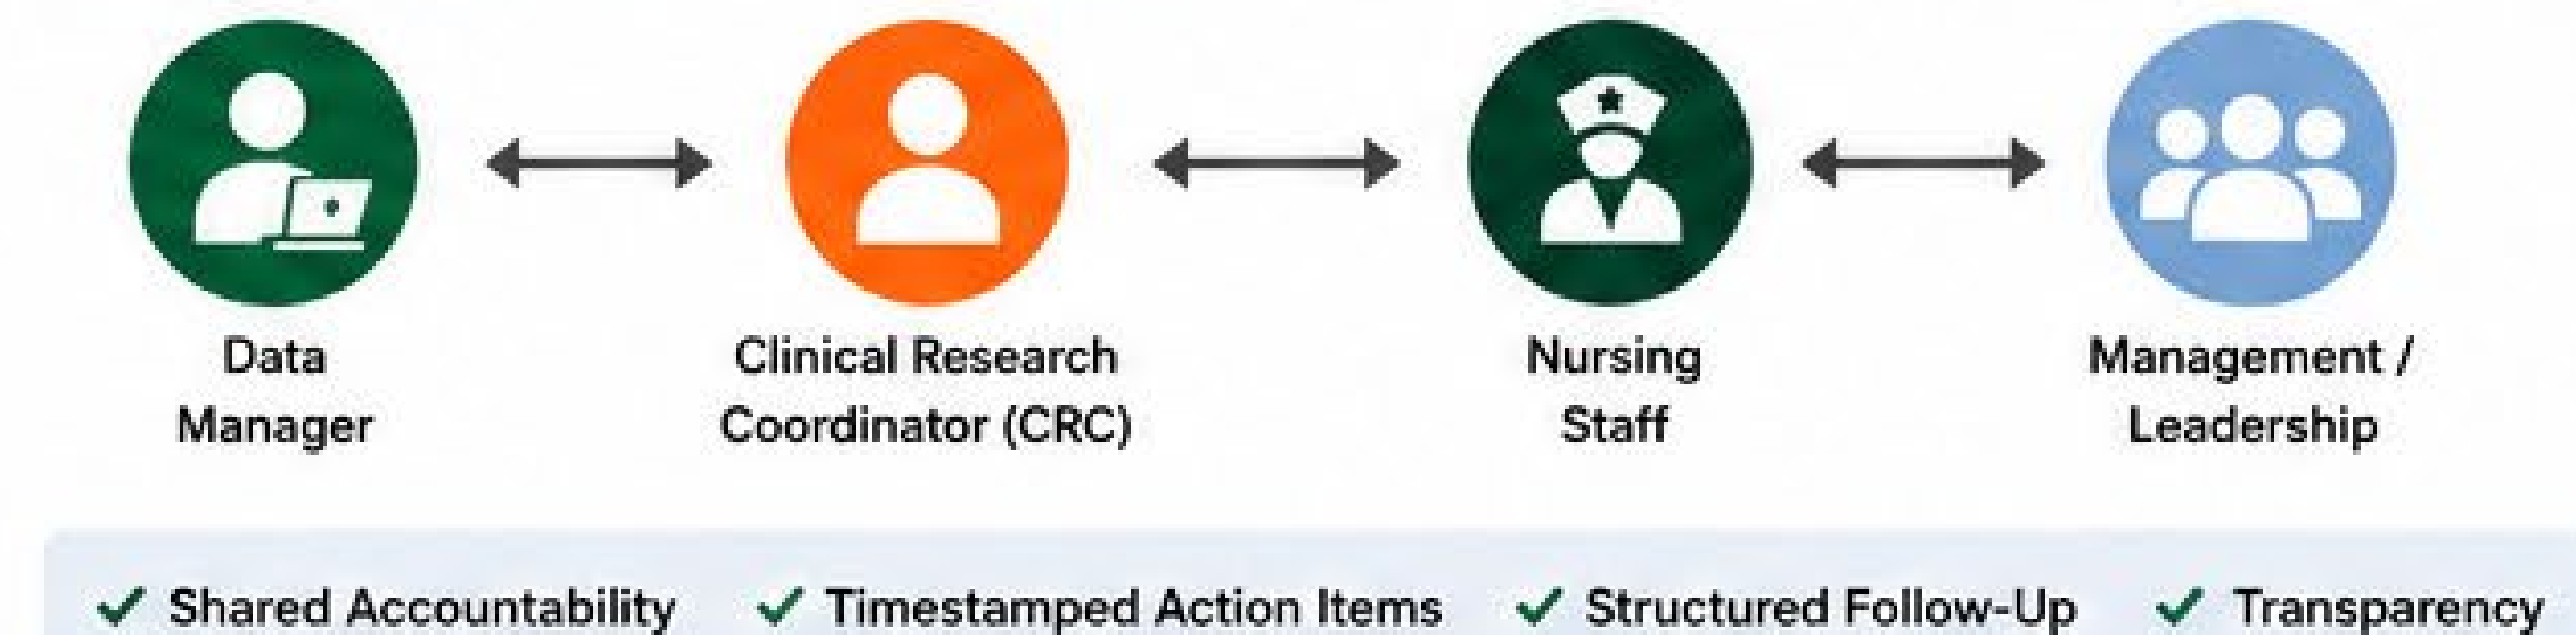 Data
Manager
Clinical Research
Coordinator (CRC)
Nursing
Staff
Management /
Leadership
✓ Shared Accountability ✓ Timestamped Action Items ✓ Structured Follow-Up ✓ Transparency